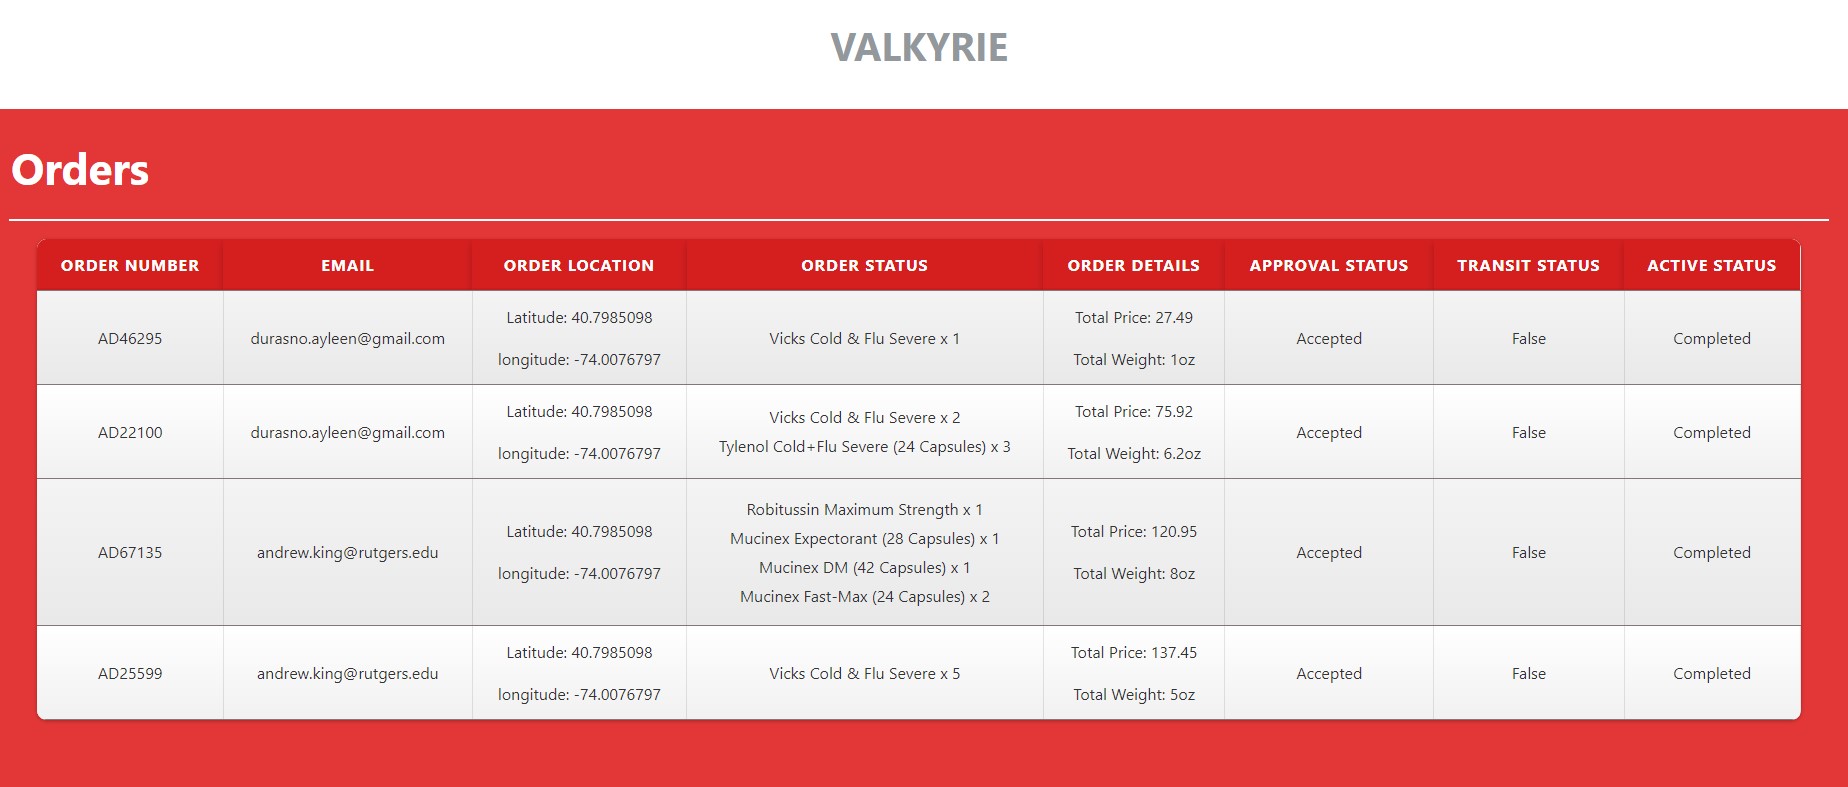 VALKYRIE
Orders
ORDER NUMBER EMAIL ORDER LOCATION ORDER STATUS ORDER DETAILS APPROVAL STATUS TRANSIT STATUS ACTIVE STATUS
AD46295
durasno.ayleen@gmail.com
Latitude: 40.7985098
longitude: -74.0076797
Vicks Cold & Flu Severe x 1
Total Price: 27.49
Total Weight: 1oz
Accepted
False
Completed
AD22100
durasno.ayleen@gmail.com
Latitude: 40.7985098
longitude: -74.0076797
Vicks Cold & Flu Severe x 2
Tylenol Cold+Flu Severe (24 Capsules) x 3
Total Price: 75.92
Total Weight: 6.2oz
Accepted
False
Completed
AD67135
andrew.king@rutgers.edu
Latitude: 40.7985098
longitude: -74.0076797
Robitussin Maximum Strength x 1
Mucinex Expectorant (28 Capsules) x 1
Mucinex DM (42 Capsules) x 1
Mucinex Fast-Max (24 Capsules) x 2
Total Price: 120.95
Total Weight: 8oz
Accepted
False
Completed
AD25599
andrew.king@rutgers.edu
Latitude: 40.7985098
longitude: -74.0076797
Vicks Cold & Flu Severe x 5
Total Price: 137.45
Total Weight: 5oz
Accepted
False
Completed